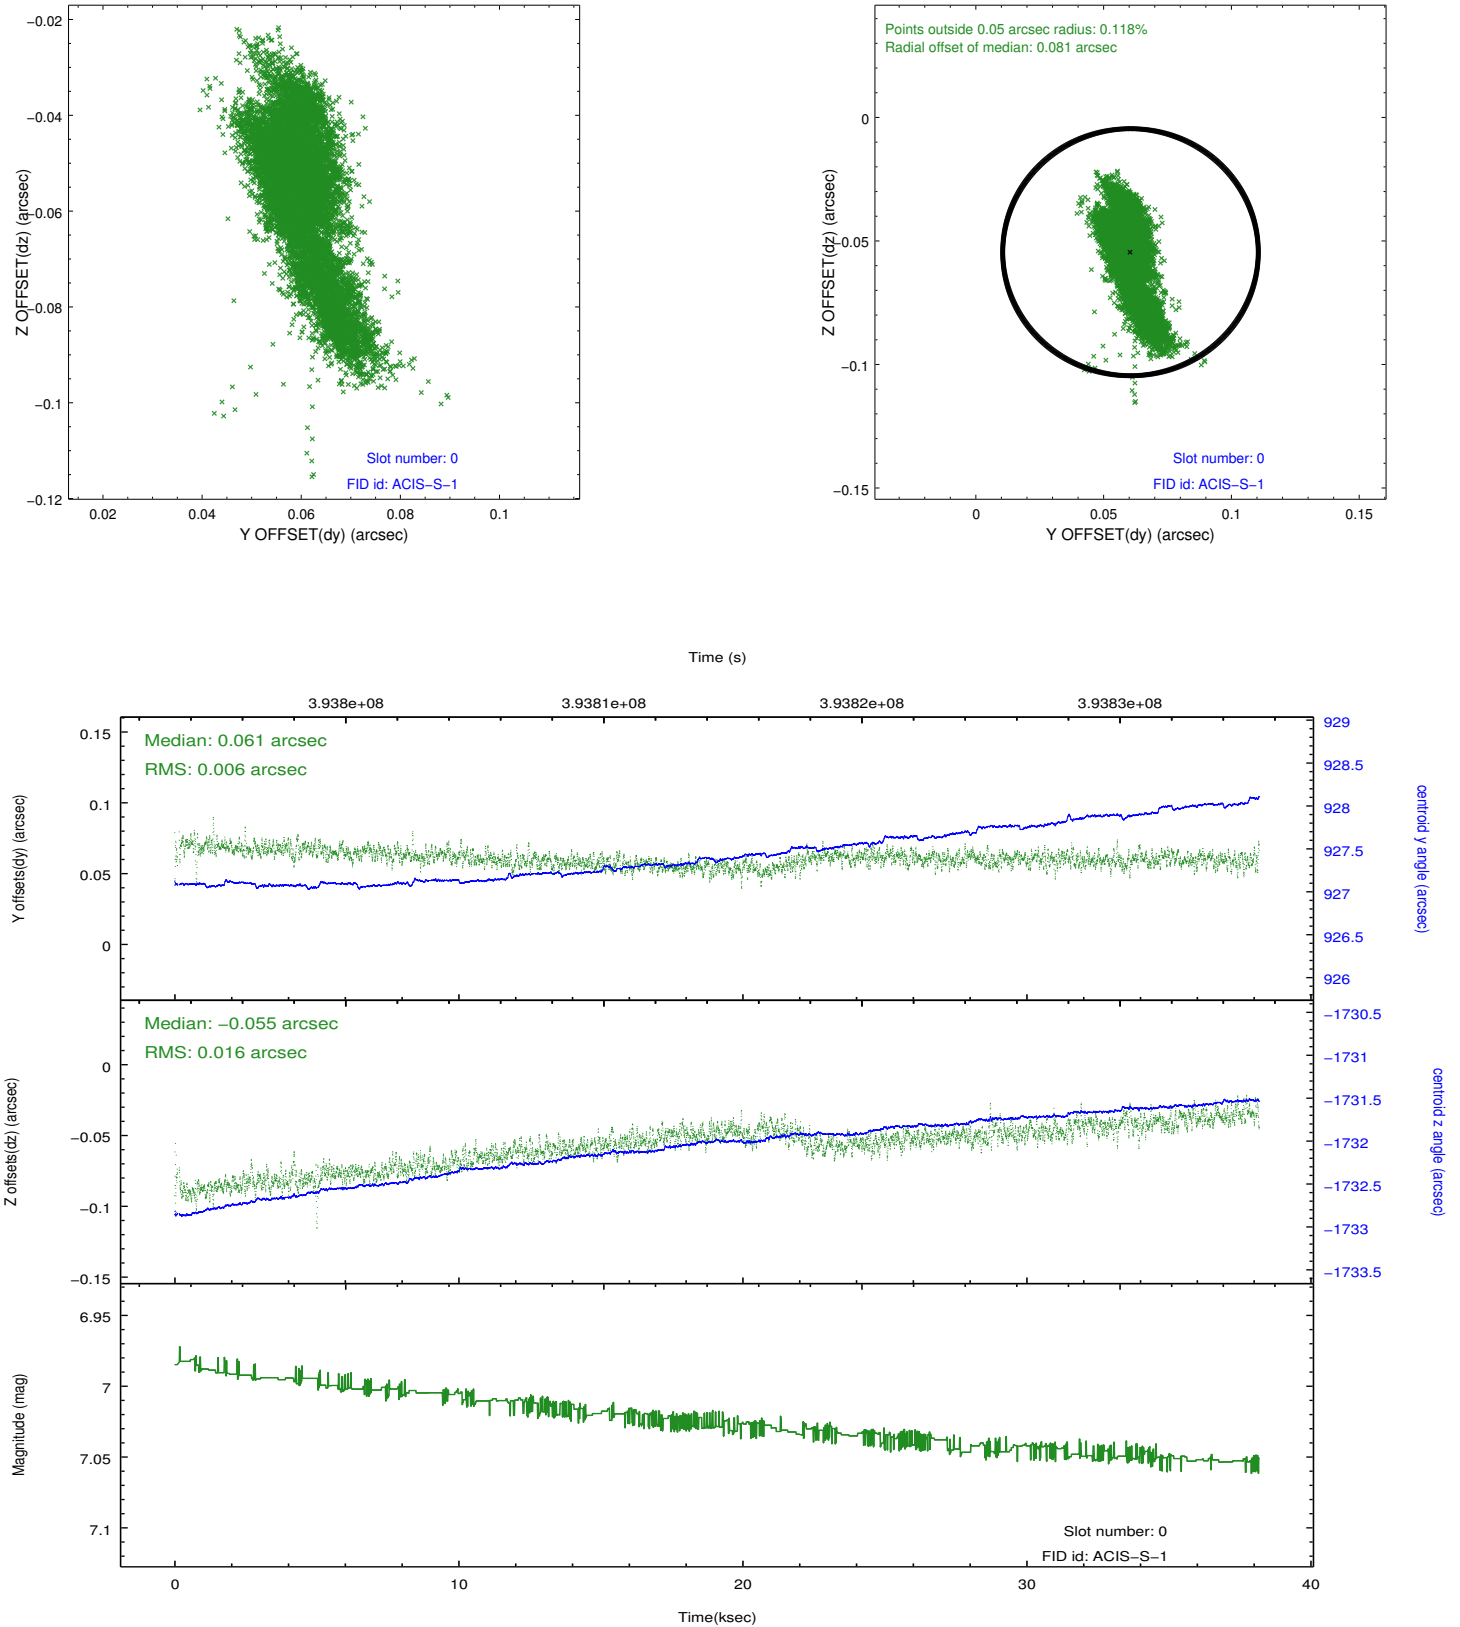 −0.02
−0.04
−0.06
−0.08
−0.1
−0.12
Z OFFSET(dz) (arcsec)
0.02
0.04
0.06
0.08
0.1
Y OFFSET(dy) (arcsec)
Slot number: 0
FID id: ACIS−S−1
Points outside 0.05 arcsec radius: 0.118%
Radial offset of median: 0.081 arcsec
0
−0.05
−0.1
−0.15
Z OFFSET(dz) (arcsec)
0
0.05
0.1
0.15
Y OFFSET(dy) (arcsec)
Slot number: 0
FID id: ACIS−S−1
Time (s)
3.938e+08
3.9381e+08
3.9382e+08
3.9383e+08
Median: 0.061 arcsec
RMS: 0.006 arcsec
0.15
0.1
0.05
0
Y offsets(dy) (arcsec)
929
928.5
928
927.5
927
926.5
926
centroid y angle (arcsec)
Median: −0.055 arcsec
RMS: 0.016 arcsec
0
−0.05
−0.1
−0.15
Z offsets(dz) (arcsec)
−1730.5
−1731
−1731.5
−1732
−1732.5
−1733
−1733.5
centroid z angle (arcsec)
6.95
7
7.05
7.1
Magnitude (mag)
Slot number: 0
FID id: ACIS−S−1
0
10
20
30
40
Time(ksec)